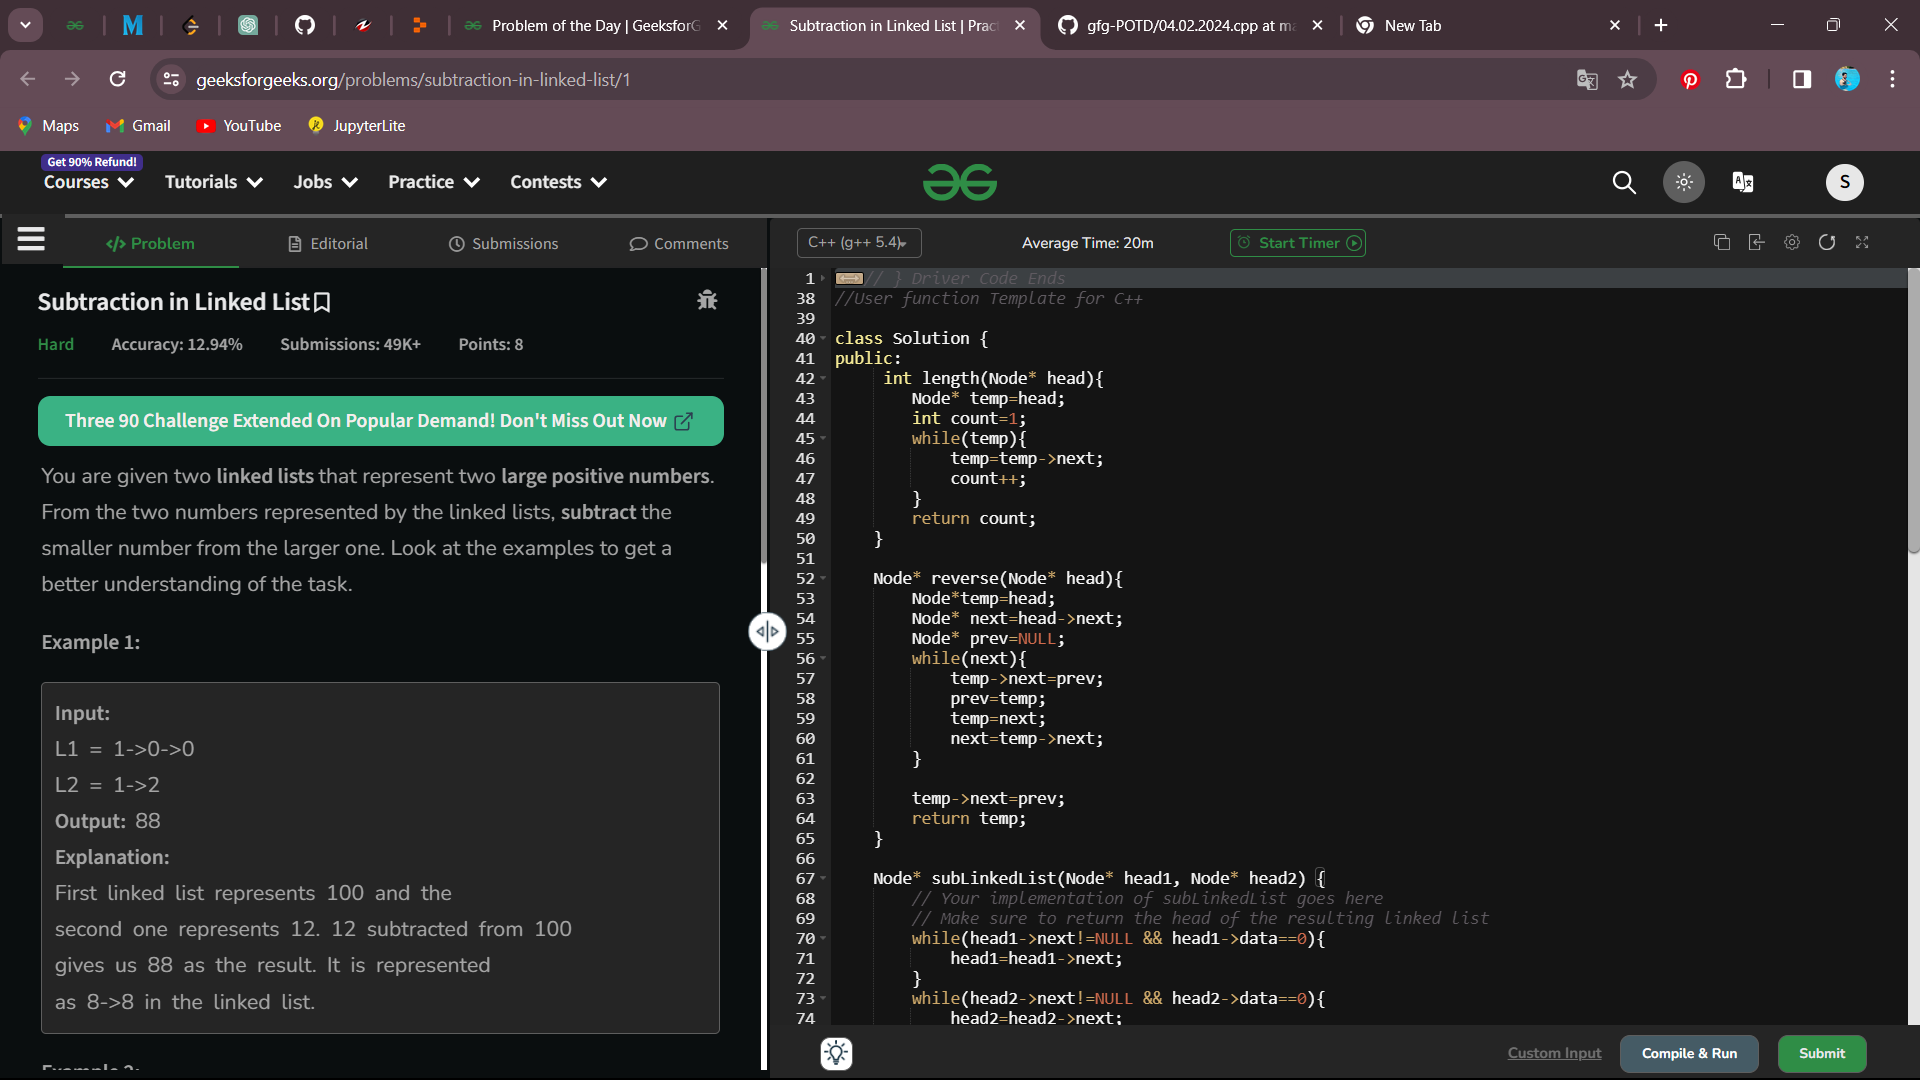 Problem of the Day | GeeksforG
Subtraction in Linked List | Prac
gfg-POTD/04.02.2024.cpp at ma
New Tab
geeksforgeeks.org/problems/subtraction-in-linked-list/1
Maps
Gmail
YouTube
JupyterLite
Get 90% Refund!
Courses
Tutorials
Jobs
Practice
Contests
S
</> Problem
Editorial
Submissions
Comments
C++ (g++ 5.4)
Average Time: 20m
Start Timer
Subtraction in Linked List
Hard
Accuracy: 12.94%
Submissions: 49K+
Points: 8
Three 90 Challenge Extended On Popular Demand! Don't Miss Out Now
You are given two linked lists that represent two large positive numbers.
From the two numbers represented by the linked lists, subtract the
smaller number from the larger one. Look at the examples to get a
better understanding of the task.
Example 1:
Input:
L1 = 1->0->0
L2 = 1->2
Output: 88
Explanation:
First linked list represents 100 and the
second one represents 12. 12 subtracted from 100
gives us 88 as the result. It is represented
as 8->8 in the linked list.
Example 2:
1 // } Driver Code Ends
38 //User function Template for C++
39
40 class Solution {
41 public:
42 int length(Node* head){
43 Node* temp=head;
44 int count=1;
45 while(temp){
46 temp=temp->next;
47 count++;
48 }
49 return count;
50 }
51
52 Node* reverse(Node* head){
53 Node*temp=head;
54 Node* next=head->next;
55 Node* prev=NULL;
56 while(next){
57 temp->next=prev;
58 prev=temp;
59 temp=next;
60 next=temp->next;
61 }
62
63 temp->next=prev;
64 return temp;
65 }
66
67 Node* subLinkedList(Node* head1, Node* head2) {
68 // Your implementation of subLinkedList goes here
69 // Make sure to return the head of the resulting linked list
70 while(head1->next!=NULL && head1->data==0){
71 head1=head1->next;
72 }
73 while(head2->next!=NULL && head2->data==0){
74 head2=head2->next;
Custom Input
Compile & Run
Submit